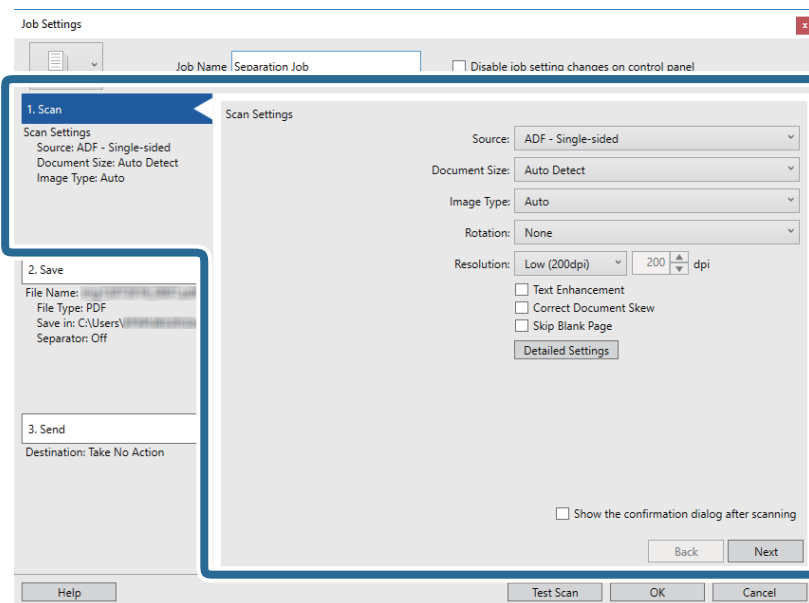 Job Settings
x
Job Name Separation Job
Disable job setting changes on control panel
1. Scan
Scan Settings
Source: ADF - Single-sided
Document Size: Auto Detect
Image Type: Auto
2. Save
File Name:
File Type: PDF
Save in: C:\Users\
Separator: Off
3. Send
Destination: Take No Action
Scan Settings
Source: ADF - Single-sided
Document Size: Auto Detect
Image Type: Auto
Rotation: None
Resolution: Low (200dpi) 200 dpi
Text Enhancement
Correct Document Skew
Skip Blank Page
Detailed Settings
Show the confirmation dialog after scanning
Back Next
Help Test Scan OK Cancel